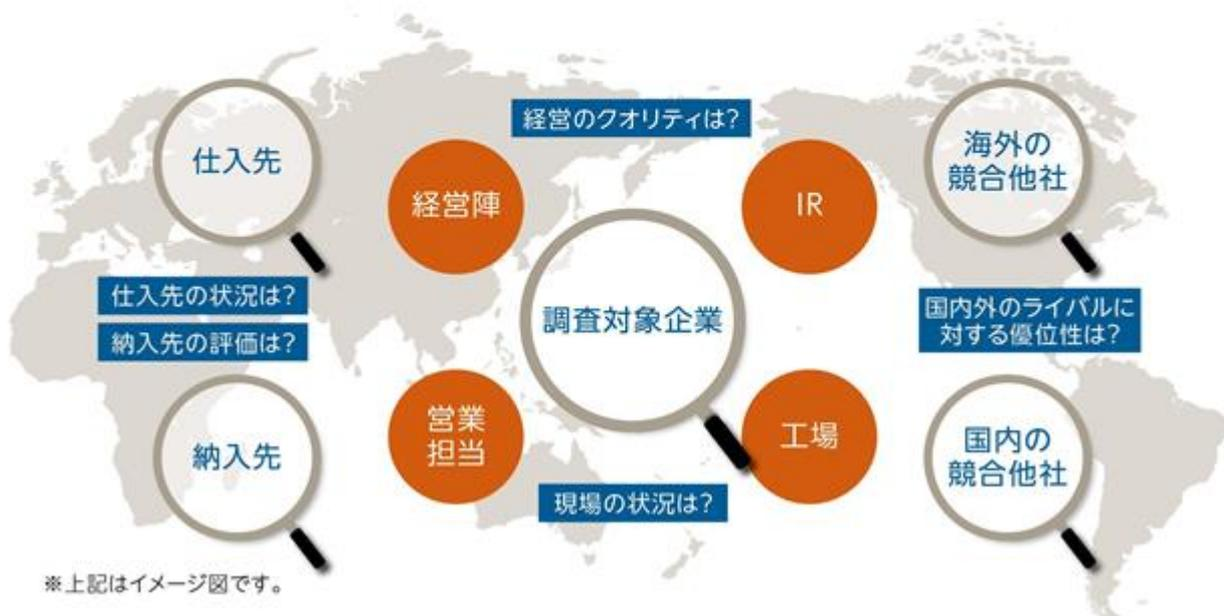 経営のクオリティは?
仕入先
経営陣
IR
海外の
競合他社
調査対象企業
仕入先の状況は?
納入先の評価は?
国内外のライバルに
対する優位性は?
納入先
営業
担当
工場
国内の
競合他社
現場の状況は?
※上記はイメージ図です。